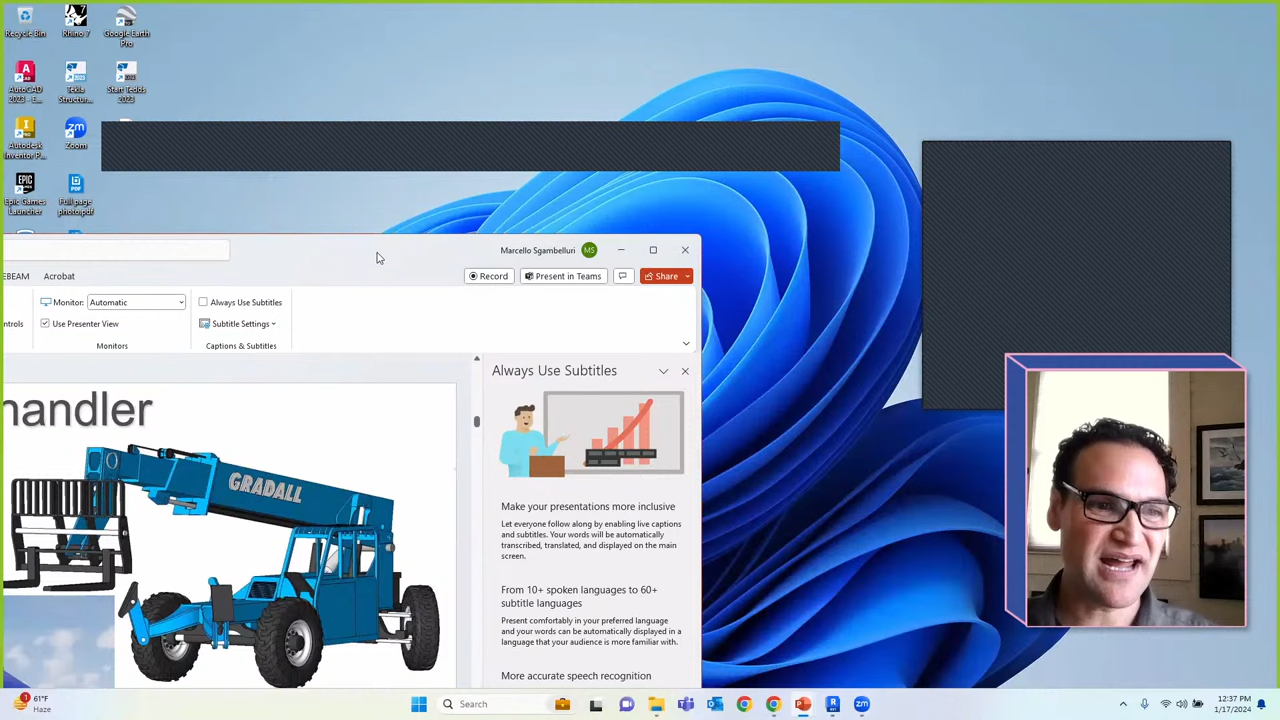 Recycle Bin
Rhino 7
Google Earth
Pro
AutoCAD
2023 - E...
Tekla
Structur...
Start Tedds
2023
Autodesk
Inventor P...
Zoom
Epic Games
Launcher
Full page
photo.pdf
Marcello Sgambelluri
MS
EBEAM
Acrobat
Record
Present in Teams
Share
Monitor:
Automatic
Always Use Subtitles
ntrols
Use Presenter View
Subtitle Settings
Monitors
Captions & Subtitles
handler
GRADALL
Always Use Subtitles
Make your presentations more inclusive
Let everyone follow along by enabling live captions
and subtitles. Your words will be automatically
transcribed, translated, and displayed on the main
screen.
From 10+ spoken languages to 60+
subtitle languages
Present comfortably in your preferred language
and your words can be automatically displayed in a
language that your audience is more familiar with.
More accurate speech recognition
1
61°F
Haze
Search
zm
12:37 PM
1/17/2024